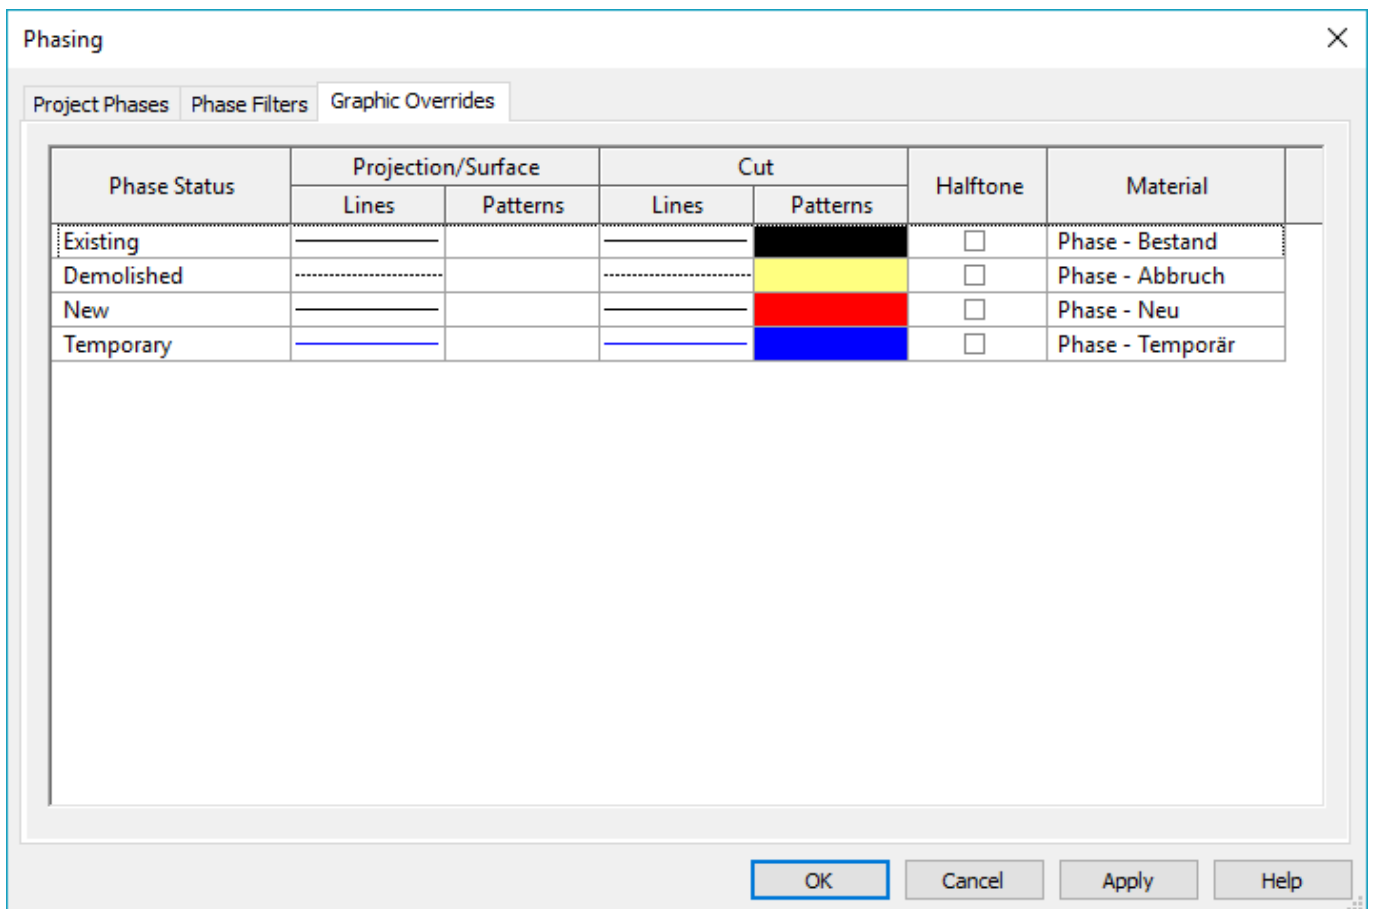 Phasing
Project Phases Phase Filters Graphic Overrides
Phase Status Projection/Surface Cut Halftone Material
Lines Patterns Lines Patterns
Existing Phase - Bestand
Demolished Phase - Abbruch
New Phase - Neu
Temporary Phase - Temporär
OK Cancel Apply Help